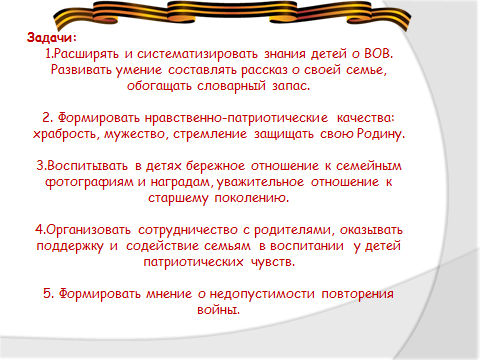 Задачи:
1.Расширять и систематизировать знания детей о ВОВ.
Развивать умение составлять рассказ о своей семье,
обогащать словарный запас.
2. Формировать нравственно-патриотические качества:
храбрость, мужество, стремление защищать свою Родину.
3.Воспитывать в детях бережное отношение к семейным
фотографиям и наградам, уважительное отношение к
старшему поколению.
4.Организовать сотрудничество с родителями, оказывать
поддержку и содействие семьям в воспитании у детей
патриотических чувств.
5. Формировать мнение о недопустимости повторения
войны.